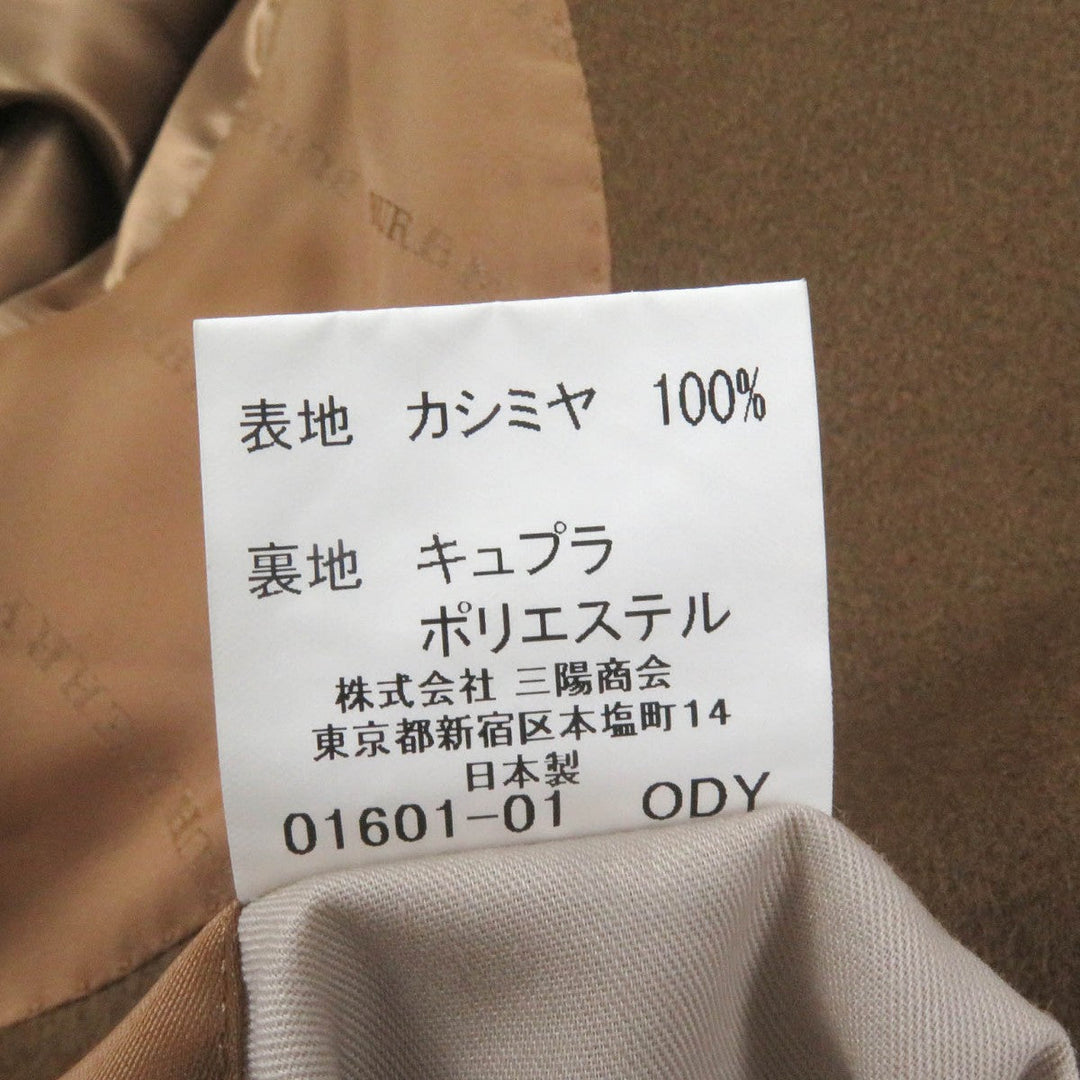 表地 カシミヤ 100%
裏地 キュプラ
ポリエステル
株式会社 三陽商会
東京都新宿区本塩町14
日本製
01601-01 ODY